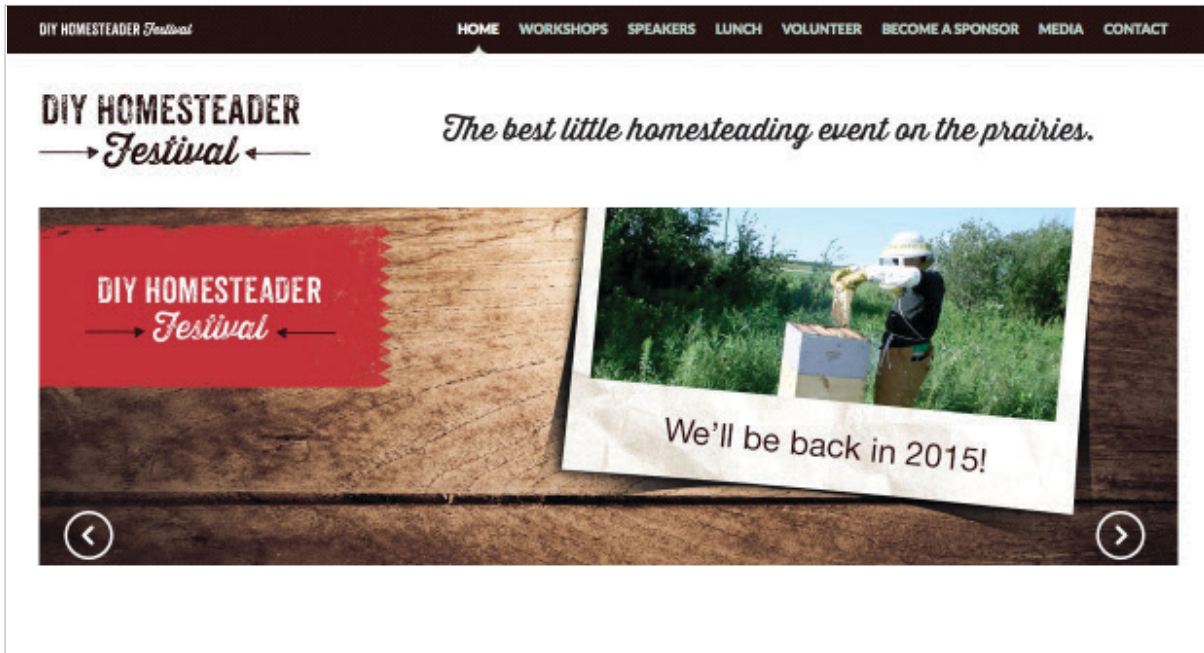 DIY HOMESTEADER Festival
HOME WORKSHOPS SPEAKERS LUNCH VOLUNTEER BECOME A SPONSOR MEDIA CONTACT
DIY HOMESTEADER
Festival
The best little homesteading event on the prairies.
DIY HOMESTEADER
Festival
We'll be back in 2015!